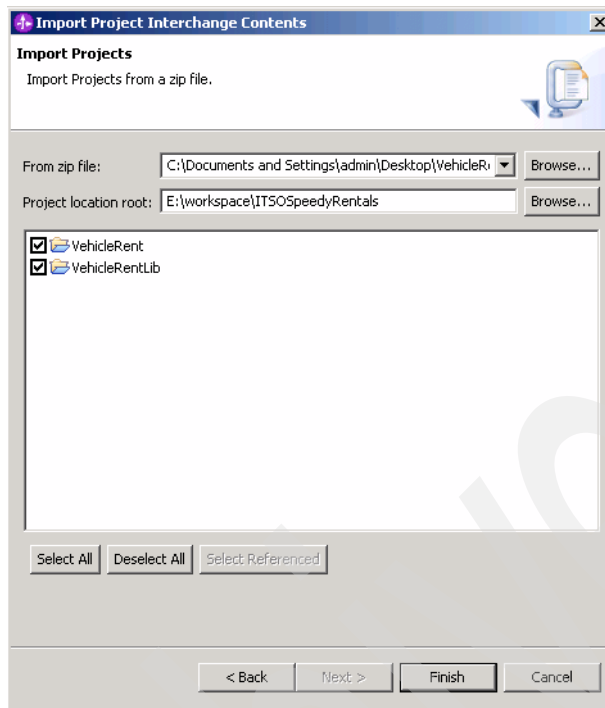 Import Project Interchange Contents
Import Projects
Import Projects from a zip file.
From zip file: C:\Documents and Settings\admin\Desktop\VehicleR Browse...
Project location root: E:\workspace\ITSOSpeedyRentals Browse...
VehicleRent
VehicleRentLib
Select All Deselect All Select Referenced
< Back Next > Finish Cancel